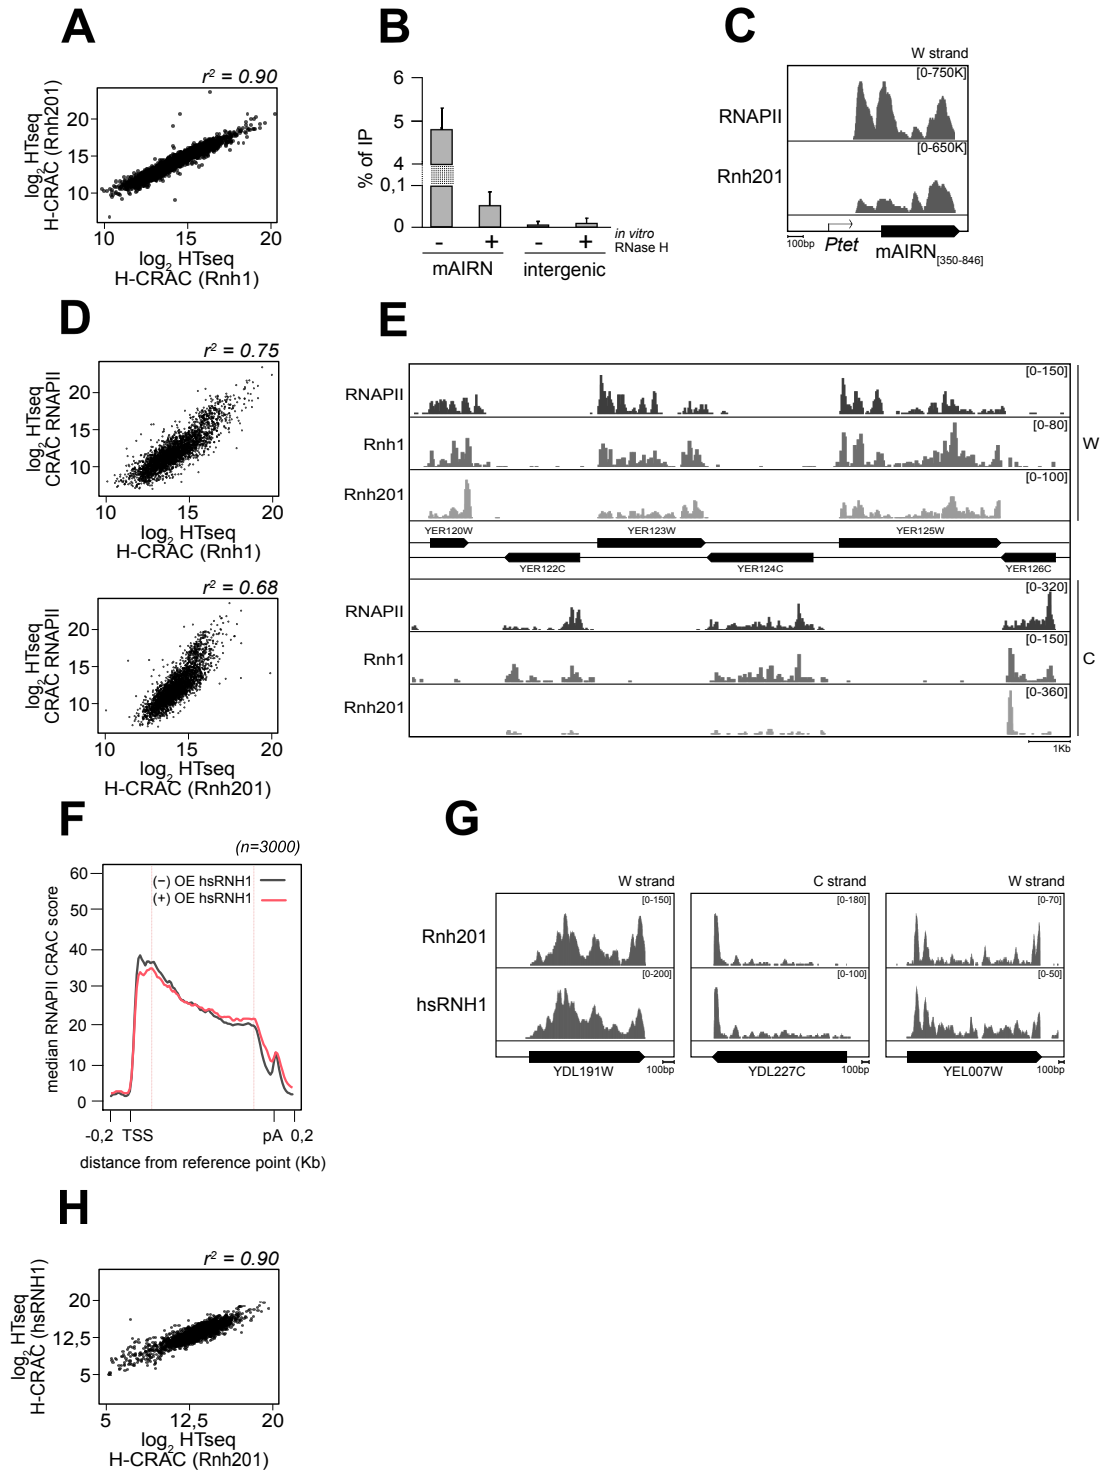 A
r² = 0.90
log2 HTseq
H-CRAC (Rnh201)
20
15
10
10
15
20
log2 HTseq
H-CRAC (Rnh1)
B
% of IP
6
5
4
0,1
0
-
+
-
+
in vitro
RNase H
mAIRN
intergenic
C
W strand
RNAPII
[0-750K]
Rnh201
[0-650K]
100bp
Ptet
mAIRN[350-846]
D
r² = 0.75
log2 HTseq
CRAC RNAPII
20
15
10
10
15
20
log2 HTseq
H-CRAC (Rnh1)
r² = 0.68
log2 HTseq
CRAC RNAPII
20
15
10
10
15
20
log2 HTseq
H-CRAC (Rnh201)
E
RNAPII
[0-150]
Rnh1
[0-80]
W
Rnh201
[0-100]
YER120W
YER123W
YER125W
YER122C
YER124C
YER126C
RNAPII
[0-320]
Rnh1
[0-150]
C
Rnh201
[0-360]
1Kb
F
(n=3000)
median RNAPII CRAC score
60
50
40
30
20
10
0
(−) OE hsRNH1
(+) OE hsRNH1
-0,2 TSS
pA 0,2
distance from reference point (Kb)
G
W strand
C strand
W strand
Rnh201
[0-150]
[0-180]
[0-70]
hsRNH1
[0-200]
[0-100]
[0-50]
YDL191W
100bp
YDL227C
100bp
YEL007W
100bp
H
r² = 0.90
log2 HTseq
H-CRAC (hsRNH1)
20
12,5
5
5
12,5
20
log2 HTseq
H-CRAC (Rnh201)